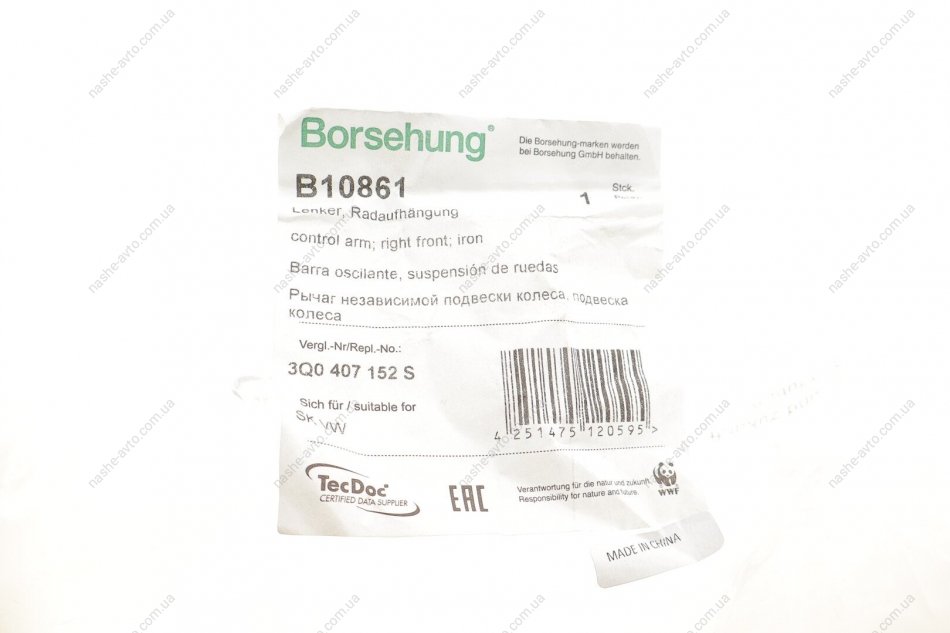 Borsehung®
Die Borsehung-marken werden
bei Borsehung GmbH behalten.
B10861
1 Stck.
Lenker, Radaufhängung
control arm; right front; iron
Barra oscilante, suspensión de ruedas
Рычаг независимой подвески колеса, подвеска
колеса
Vergl.-Nr/Repl.-No.:
3Q0 407 152 S
Sich für / suitable for
Sk, VW
4 251475 120595 >
TecDoc
CERTIFIED DATA SUPPLIER
EAC
Verantwortung für die natur und zukunft.
Responsibility for nature and future.
WWF
MADE IN CHINA
nashe-avto.com.ua